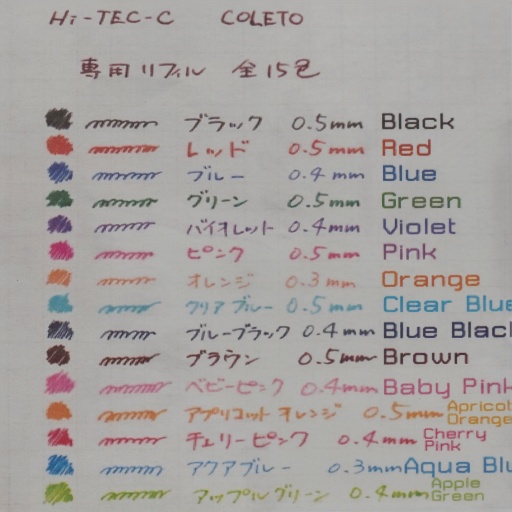 Hi-TEC-C COLETO
専用リフィル 全15色
ブラック 0.5mm Black
レッド 0.5mm Red
ブルー 0.4mm Blue
グリーン 0.5mm Green
バイオレット 0.4mm Violet
ピンク 0.5mm Pink
オレンジ 0.3mm Orange
クリアブルー 0.5mm Clear Blue
ブルーブラック 0.4mm Blue Black
ブラウン 0.5mm Brown
ベビーピンク 0.4mm Baby Pink
アプリコットオレンジ 0.5mm Apricot Orange
チェリーピンク 0.4mm Cherry Pink
アクアブルー 0.3mm Aqua Blu
アップルグリーン 0.4mm Apple Green